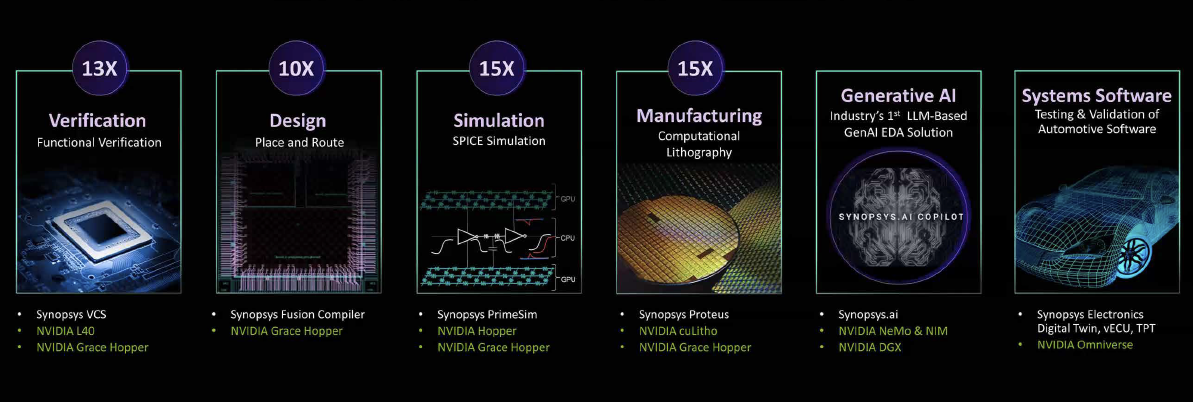 13X
Verification
Functional Verification
• Synopsys VCS
• NVIDIA L40
• NVIDIA Grace Hopper
10X
Design
Place and Route
• Synopsys Fusion Compiler
• NVIDIA Grace Hopper
15X
Simulation
SPICE Simulation
GPU
CPU
GPU
• Synopsys PrimeSim
• NVIDIA Hopper
• NVIDIA Grace Hopper
15X
Manufacturing
Computational
Lithography
• Synopsys Proteus
• NVIDIA cuLitho
• NVIDIA Grace Hopper
Generative AI
Industry's 1st LLM-Based
GenAI EDA Solution
SYNOPSYS.AI COPILOT
• Synopsys.ai
• NVIDIA NeMo & NIM
• NVIDIA DGX
Systems Software
Testing & Validation of
Automotive Software
• Synopsys Electronics
Digital Twin, vECU, TPT
• NVIDIA Omniverse